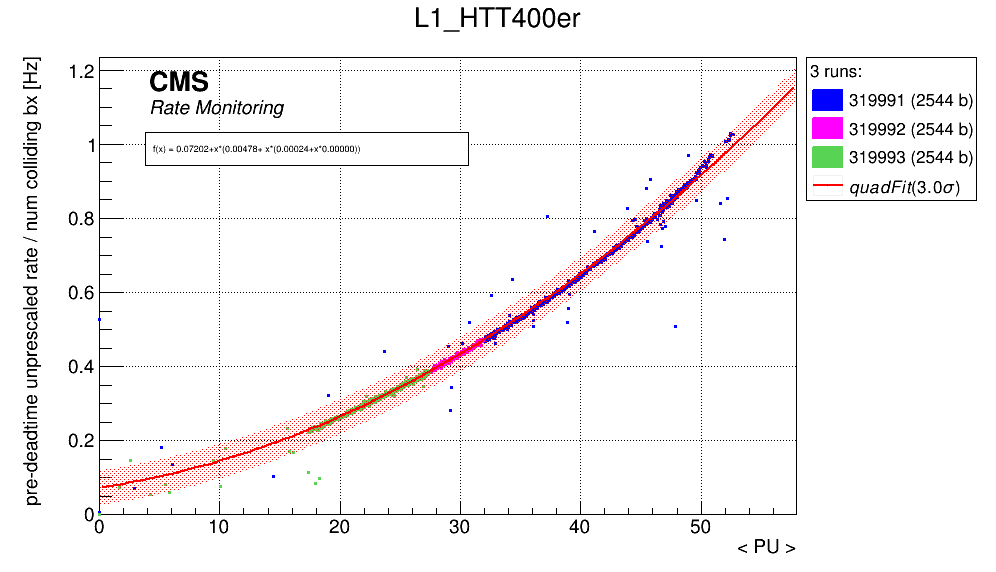 L1_HTT400er
pre-deadtime unprescaled rate / num colliding bx [Hz]
1.2
1
0.8
0.6
0.4
0.2
0
CMS
Rate Monitoring
f(x) = 0.07202+x*(0.00478+ x*(0.00024+x*0.00000))
0 10 20 30 40 50
< PU >
3 runs:
319991 (2544 b)
319992 (2544 b)
319993 (2544 b)
quadFit(3.0σ)